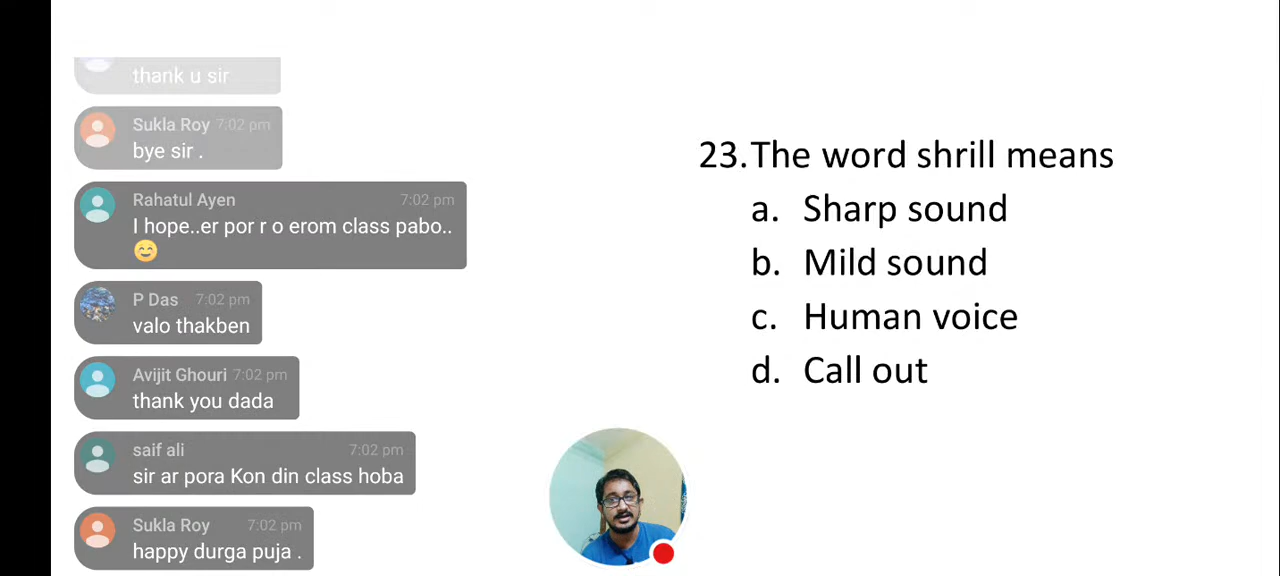 thank u sir
Sukla Roy 7:02 pm
bye sir .
Rahatul Ayen 7:02 pm
I hope..er por r o erom class pabo..
😊
P Das 7:02 pm
valo thakben
Avijit Ghouri 7:02 pm
thank you dada
saif ali 7:02 pm
sir ar pora Kon din class hoba
Sukla Roy 7:02 pm
happy durga puja .
23.The word shrill means
a. Sharp sound
b. Mild sound
c. Human voice
d. Call out